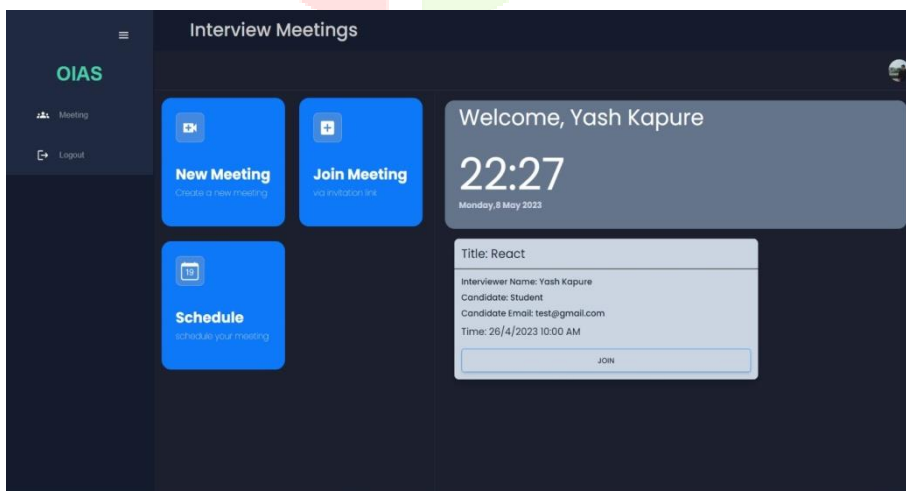 Interview Meetings
OIAS
Meeting
Logout
New Meeting
Create a new meeting
Join Meeting
via invitation link
19
Schedule
schedule your meeting
Welcome, Yash Kapure
22:27
Monday,8 May 2023
Title: React
Interviewer Name: Yash Kapure
Candidate: Student
Candidate Email: test@gmail.com
Time: 26/4/2023 10:00 AM
JOIN